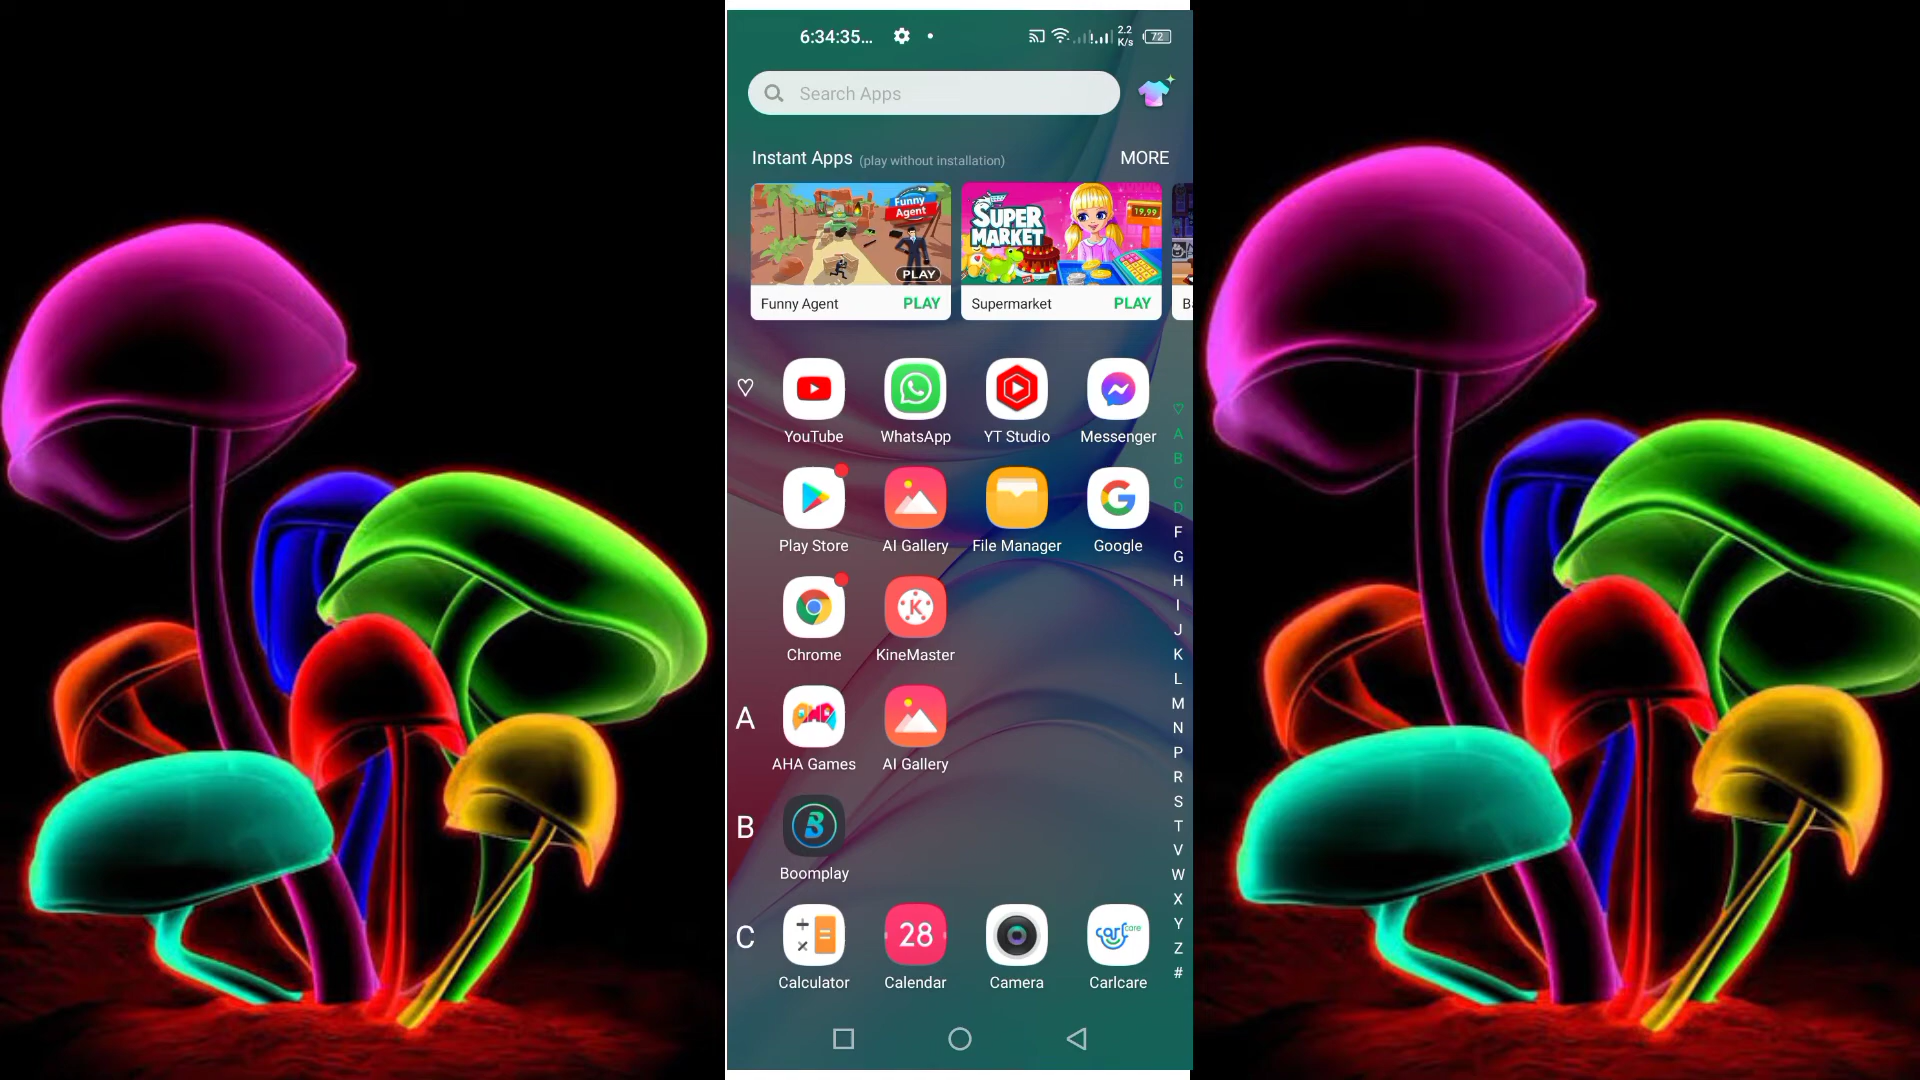 6:34:35...
2.2
K/s
72
Search Apps
Instant Apps (play without installation)
MORE
Funny
Agent
PLAY
SUPER
MARKET
19,99
Funny Agent
PLAY
Supermarket
PLAY
YouTube
WhatsApp
YT Studio
Messenger
Play Store
AI Gallery
File Manager
Google
Chrome
KineMaster
A
AHA Games
AI Gallery
B
Boomplay
C
28
carlcare
Calculator
Calendar
Camera
Carlcare
A
B
C
D
F
G
H
I
J
K
L
M
N
P
R
S
T
V
W
X
Y
Z
#